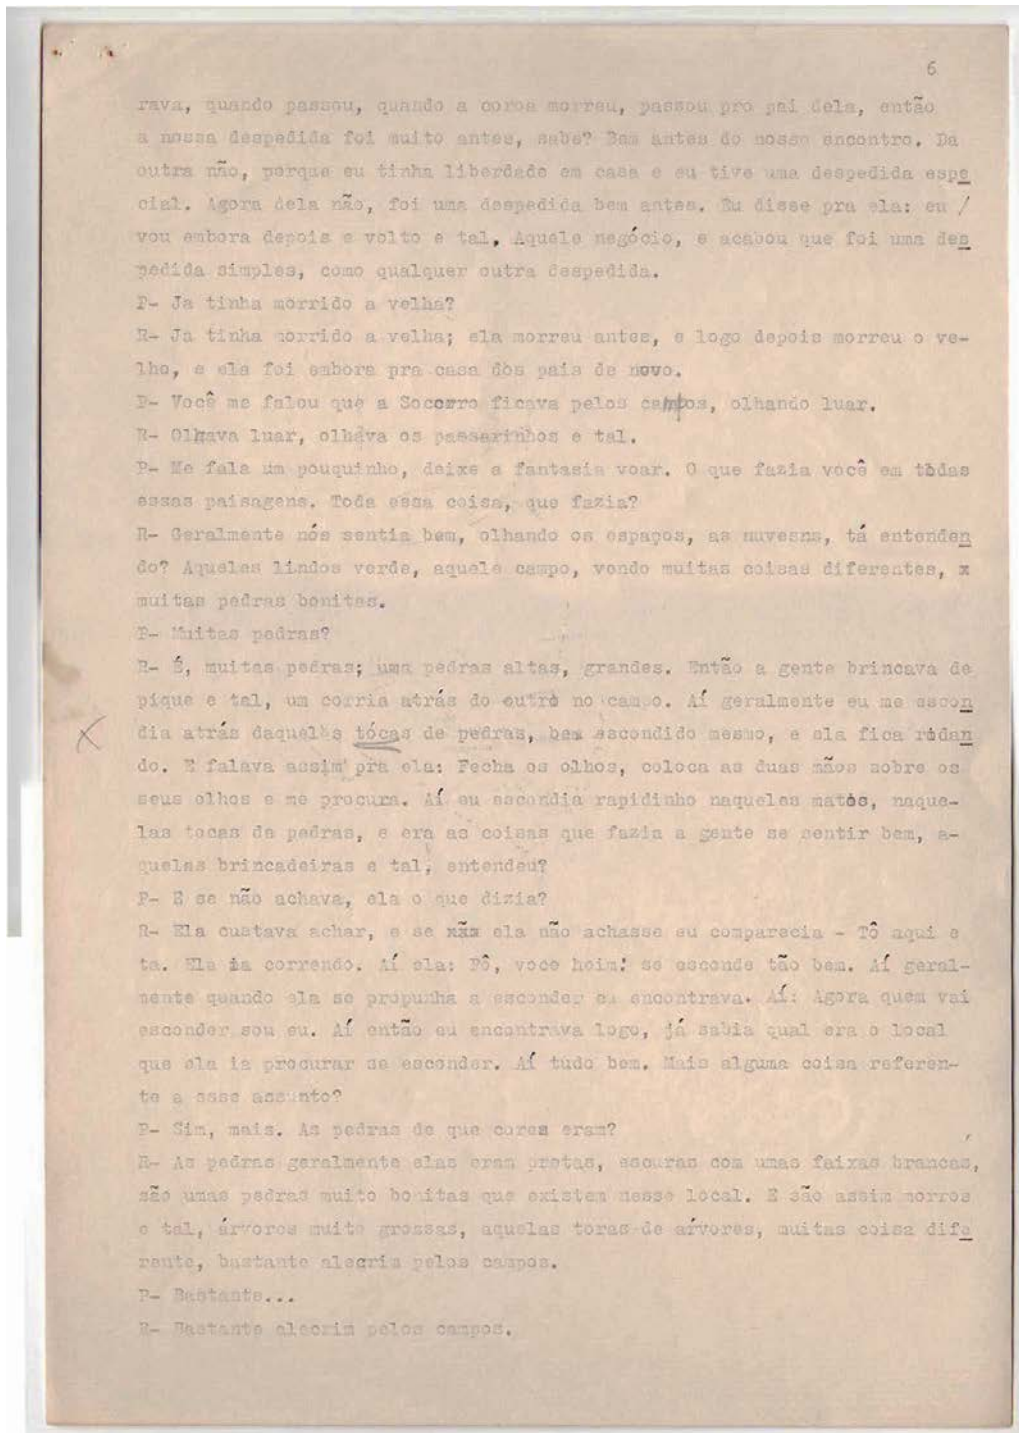 6
rava, quando passou, quando a coroa morreu, passou pro pai dela, então
a nossa despedida foi muito antes, sabe? Bem antes do nosso encontro. Da
outra não, porque eu tinha liberdade em casa e eu tive uma despedida espe
cial. Agora dela não, foi uma despedida bem antes. Eu disse pra ela: eu /
vou embora depois e volto e tal. Aquele negócio, e acabou que foi uma des
pedida simples, como qualquer outra despedida.
P- Ja tinha morrido a velha?
R- Ja tinha morrido a velha; ela morreu antes, e logo depois morreu o ve-
lho, e ela foi embora pra casa dos pais de novo.
P- Você me falou que a Socorro ficava pelos campos, olhando luar.
R- Olhava luar, olhava os passarinhos e tal.
P- Me fala um pouquinho, deixe a fantasia voar. O que fazia você em todas
essas paisagens. Toda essa coisa, que fazia?
R- Geralmente nós sentia bem, olhando os espaços, as nuvesns, tá entenden
do? Aqueles lindos verde, aquele campo, vendo muitas coisas diferentes, x
muitas pedras bonitas.
P- Muitas pedras?
R- É, muitas pedras; uma pedras altas, grandes. Então a gente brincava de
pique e tal, um corria atrás do outro no campo. Aí geralmente eu me escon
X dia atrás daquelas tócas de pedras, bem escondido mesmo, e ela fica rodan
do. E falava assim pra ela: Fecha os olhos, coloca as duas mãos sobre os
seus olhos e me procura. Aí eu escondia rapidinho naqueles matos, naque-
las tocas de pedras, e era as coisas que fazia a gente se sentir bem, a-
quelas brincadeiras e tal, entendeu?
P- E se não achava, ela o que dizia?
R- Ela custava achar, e se xãx ela não achasse eu comparecia - Tô aqui e
ta. Ela ia correndo. Aí ela: Pô, voce heim! se esconde tão bem. Aí geral-
mente quando ela se propunha a esconder eu encontrava. Aí: Agora quem vai
esconder sou eu. Aí então eu encontrava logo, já sabia qual era o local
que ela ia procurar se esconder. Aí tudo bem. Mais alguma coisa referen-
te a esse assunto?
P- Sim, mais. As pedras de que cores eram?
R- As pedras geralmente elas eram pretas, escuras com umas faixas brancas,
são umas pedras muito bonitas que existem nesse local. E são assim morros
e tal, árvores muito grossas, aquelas toras de árvores, muitas coisa dife
rente, bastante alecrim pelos campos.
P- Bastante...
R- Bastante alecrim pelos campos.